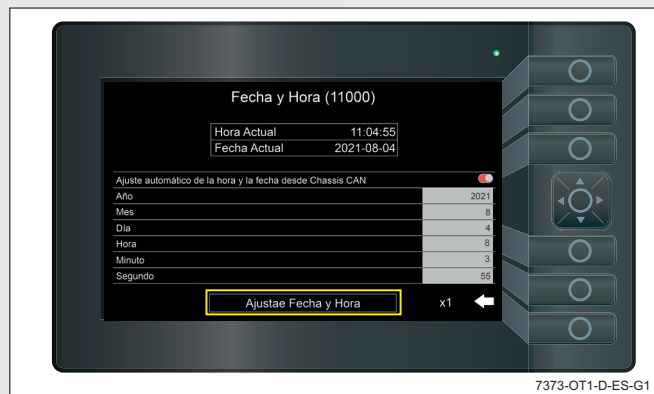 Fecha y Hora (11000)
Hora Actual 11:04:55
Fecha Actual 2021-08-04
Ajuste automático de la hora y la fecha desde Chassis CAN
Año 2021
Mes 8
Día 4
Hora 8
Minuto 3
Segundo 55
Ajustae Fecha y Hora x1
7373-OT1-D-ES-G1